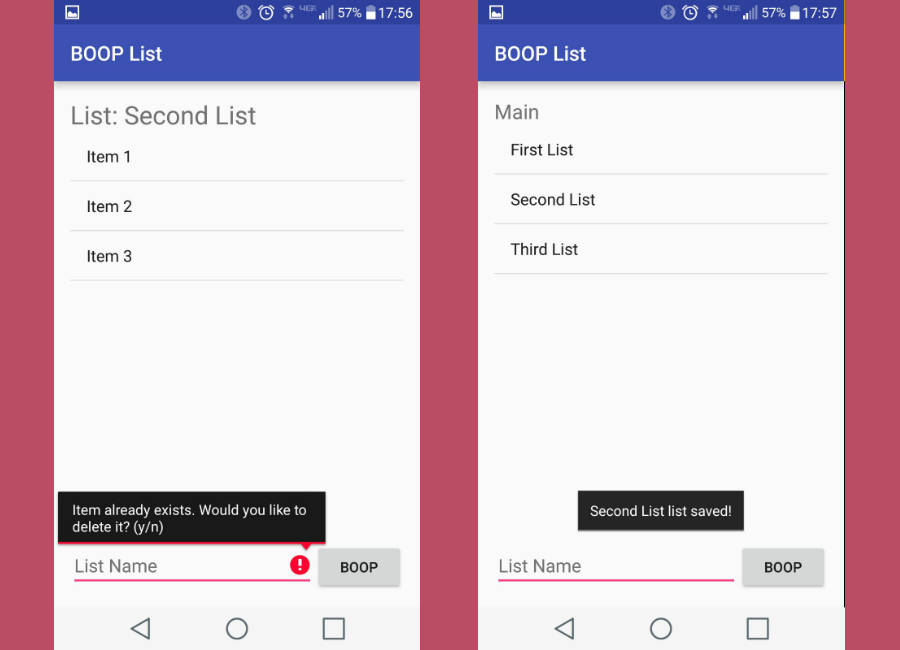 4GE 57% 17:56
BOOP List
List: Second List
Item 1
Item 2
Item 3
Item already exists. Would you like to
delete it? (y/n)
List Name
BOOP
4GE 57% 17:57
BOOP List
Main
First List
Second List
Third List
Second List list saved!
List Name
BOOP